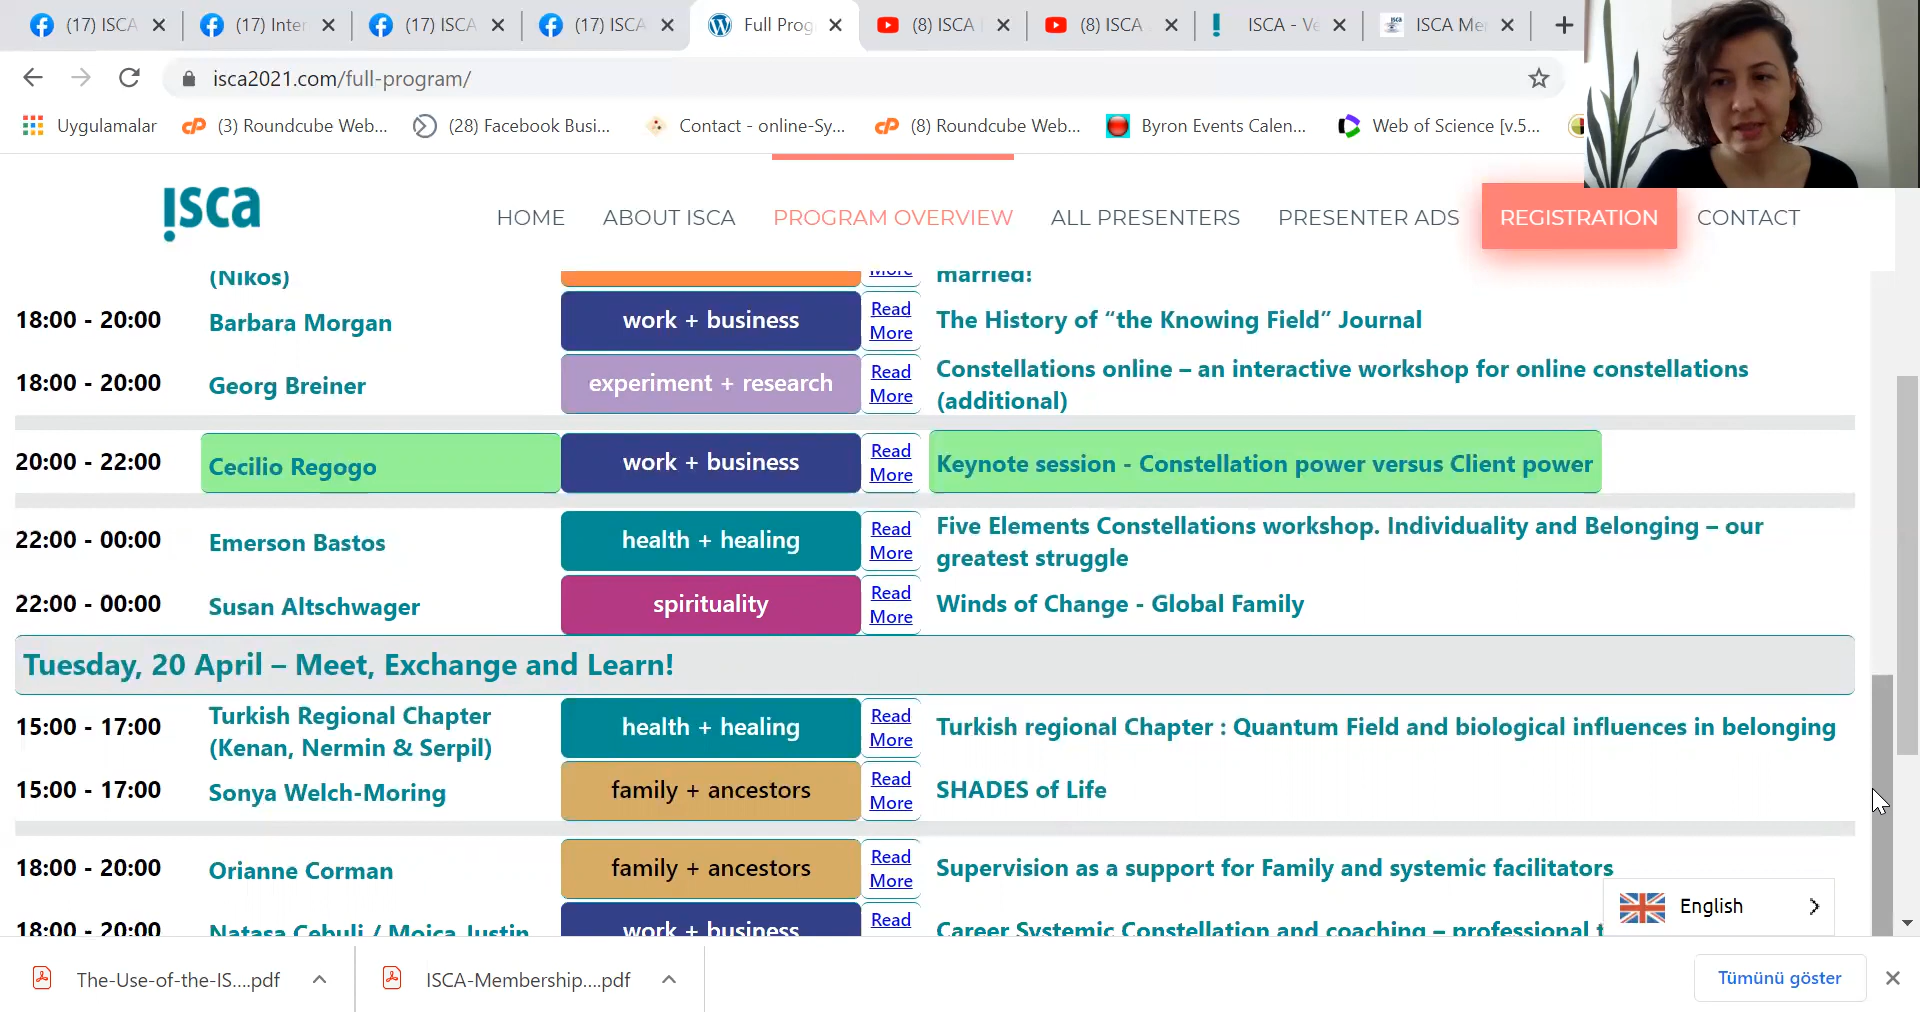 (17) ISCA
(17) Inter
(17) ISCA
(17) ISCA
Full Prog
(8) ISCA
(8) ISCA
ISCA - Ve
ISCA Me
isca2021.com/full-program/
Uygulamalar
(3) Roundcube Web...
(28) Facebook Busi...
Contact - online-Sy...
(8) Roundcube Web...
Byron Events Calen...
Web of Science [v.5...
isca
HOME
ABOUT ISCA
PROGRAM OVERVIEW
ALL PRESENTERS
PRESENTER ADS
REGISTRATION
CONTACT
(Nikos)
More
married!
18:00 - 20:00
Barbara Morgan
work + business
Read
More
The History of “the Knowing Field” Journal
18:00 - 20:00
Georg Breiner
experiment + research
Read
More
Constellations online – an interactive workshop for online constellations
(additional)
20:00 - 22:00
Cecilio Regogo
work + business
Read
More
Keynote session - Constellation power versus Client power
22:00 - 00:00
Emerson Bastos
health + healing
Read
More
Five Elements Constellations workshop. Individuality and Belonging – our
greatest struggle
22:00 - 00:00
Susan Altschwager
spirituality
Read
More
Winds of Change - Global Family
Tuesday, 20 April – Meet, Exchange and Learn!
15:00 - 17:00
Turkish Regional Chapter
(Kenan, Nermin & Serpil)
health + healing
Read
More
Turkish regional Chapter : Quantum Field and biological influences in belonging
15:00 - 17:00
Sonya Welch-Moring
family + ancestors
Read
More
SHADES of Life
18:00 - 20:00
Orianne Corman
family + ancestors
Read
More
Supervision as a support for Family and systemic facilitators
18:00 - 20:00
Natasa Cebulj / Mojca Justin
work + business
Read
Career Systemic Constellation and coaching – professional
English
The-Use-of-the-IS....pdf
ISCA-Membership....pdf
Tümünü göster